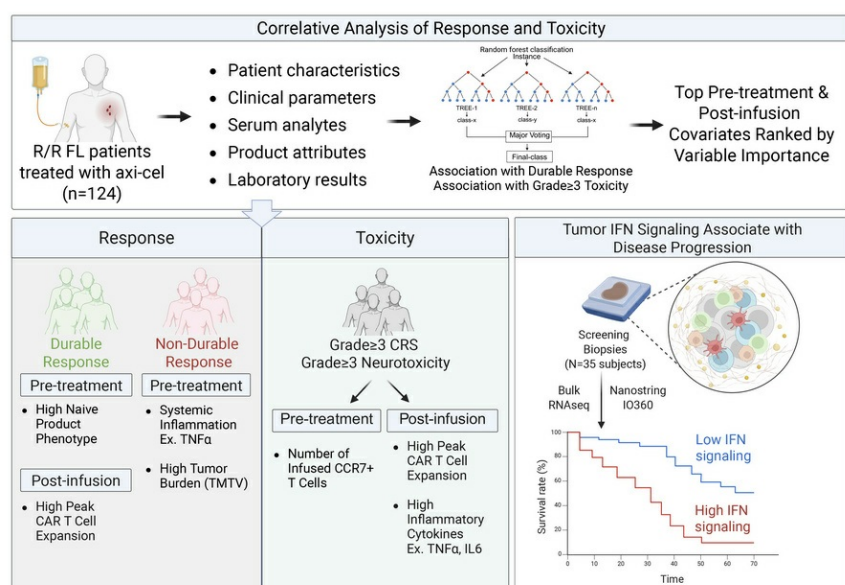 Correlative Analysis of Response and Toxicity
R/R FL patients
treated with axi-cel
(n=124)
• Patient characteristics
• Clinical parameters
• Serum analytes
• Product attributes
• Laboratory results
Random forest classification
Instance
TREE-1
TREE-2
TREE-n
class-x
class-y
class-x
Major Voting
Final-class
Association with Durable Response
Association with Grade≥3 Toxicity
Top Pre-treatment &
Post-infusion
Covariates Ranked by
Variable Importance
Response
Durable
Response
Pre-treatment
• High Naive
Product
Phenotype
Post-infusion
• High Peak
CAR T Cell
Expansion
Non-Durable
Response
Pre-treatment
• Systemic
Inflammation
Ex. TNFα
• High Tumor
Burden (TMTV)
Toxicity
Grade≥3 CRS
Grade≥3 Neurotoxicity
Pre-treatment
• Number of
Infused CCR7+
T Cells
Post-infusion
• High Peak
CAR T Cell
Expansion
• High
Inflammatory
Cytokines
Ex. TNFα, IL6
Tumor IFN Signaling Associate with
Disease Progression
Screening
Biopsies
(N=35 subjects)
Bulk
RNAseq
Nanostring
IO360
Survival rate (%)
100
80
60
40
20
0
Low IFN
signaling
High IFN
signaling
0 10 20 30 40 50 60 70
Time